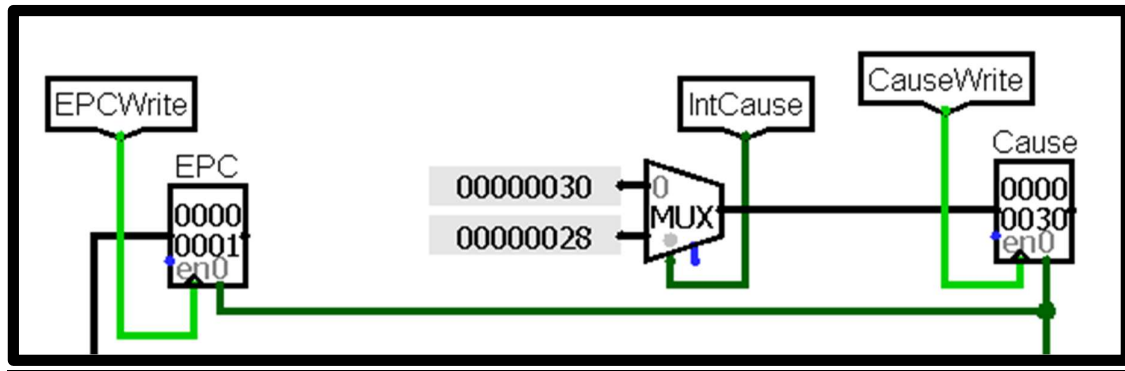 EPCWrite
IntCause
CauseWrite
EPC
0000
0001
en0
00000030
00000028
0
MUX
Cause
0000
0030
en0